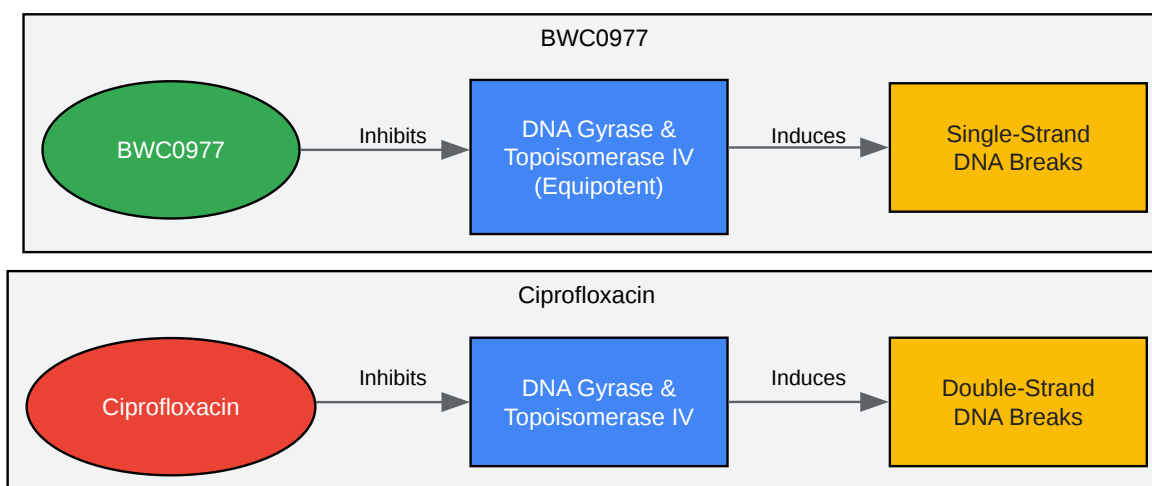 BWC0977
BWC0977
Inhibits
DNA Gyrase &
Topoisomerase IV
(Equipotent)
Induces
Single-Strand
DNA Breaks
Ciprofloxacin
Ciprofloxacin
Inhibits
DNA Gyrase &
Topoisomerase IV
Induces
Double-Strand
DNA Breaks